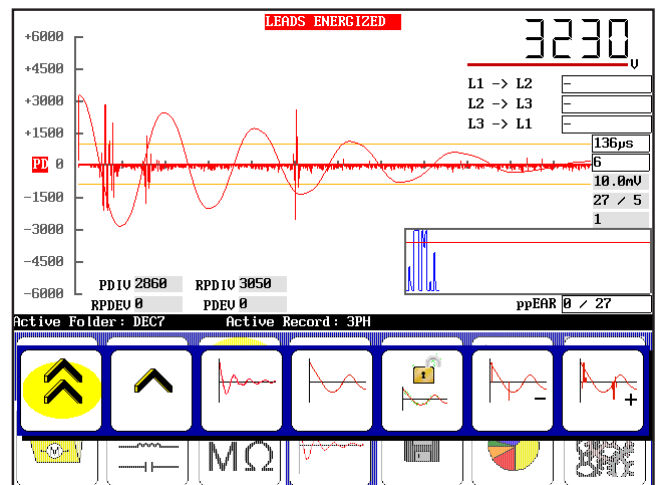 LEADS ENERGIZED
3230 V
+6000
+4500
+3000
+1500
PD 0
-1500
-3000
-4500
-6000
L1 -> L2 -
L2 -> L3 -
L3 -> L1 -
136µs
6
10.0mV
27 / 5
1
PDIV 2860 RPDIV 3050
RPDEV 0 PDEV 0
ppEAR 0 / 27
Active Folder: DEC7 Active Record: 3PH
-
+
M
MΩ